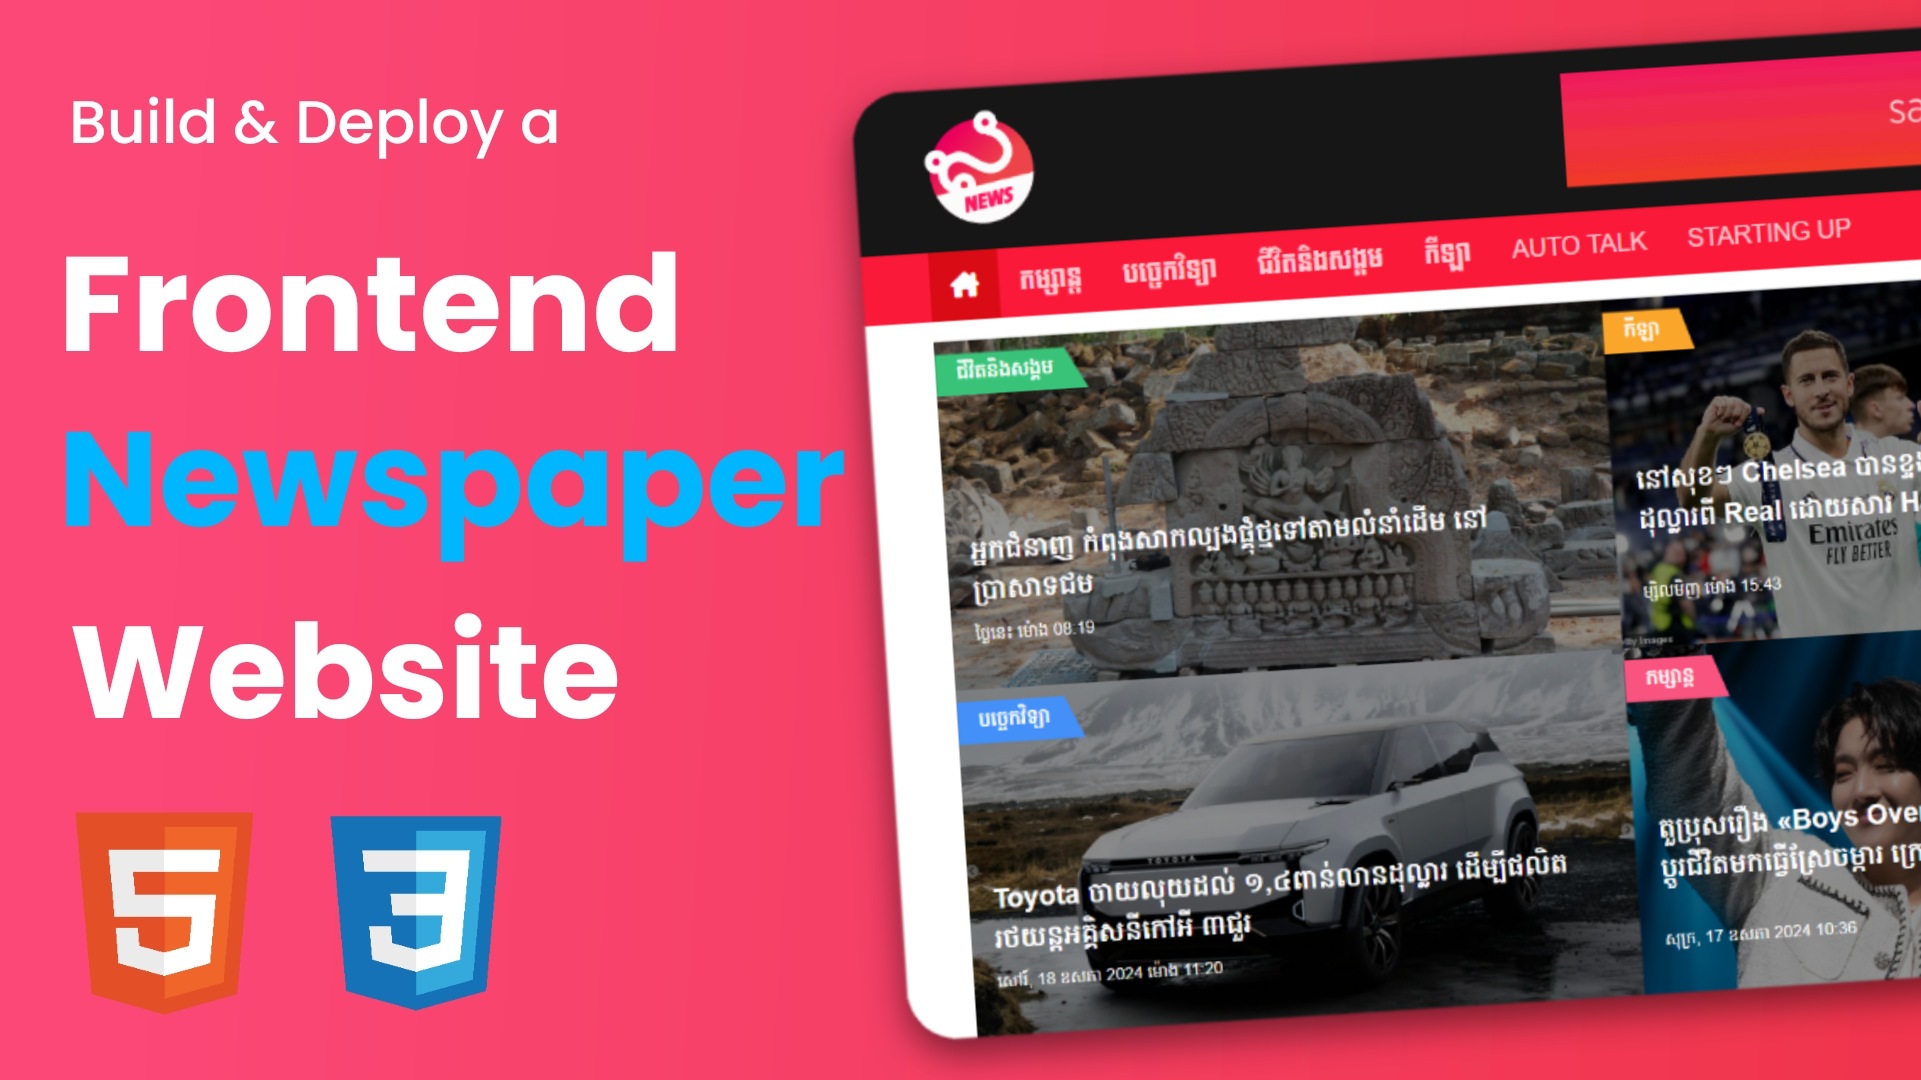 Build & Deploy a
Frontend
Newspaper
Website
NEWS
កម្សាន្ត
បច្ចេកវិទ្យា
ជីវិតនិងសង្គម
កីឡា
AUTO TALK
STARTING UP
ជីវិតនិងសង្គម
អ្នកជំនាញ កំពុងសាកល្បងផ្គុំថ្មទៅតាមលំនាំដើម នៅ
ប្រាសាទជម
ថ្ងៃនេះ ម៉ោង 08:19
កីឡា
នៅសុខៗ Chelsea បានខ្ទង់
ដុល្លារពី Real ដោយសារ H
Emirates
FLY BETTER
ម្សិលមិញ ម៉ោង 15:43
បច្ចេកវិទ្យា
TOYOTA
Toyota ចាយលុយដល់ ១,៤ពាន់លានដុល្លារ ដើម្បីផលិត
រថយន្តអគ្គិសនីកៅអី ៣ជួរ
សៅរ៍, 18 ឧសភា 2024 ម៉ោង 11:20
កម្សាន្ត
តួប្រុសរឿង «Boys Over
ប្តូរជីវិតមកធ្វើស្រែចម្ការ
សុក្រ, 17 ឧសភា 2024 10:36